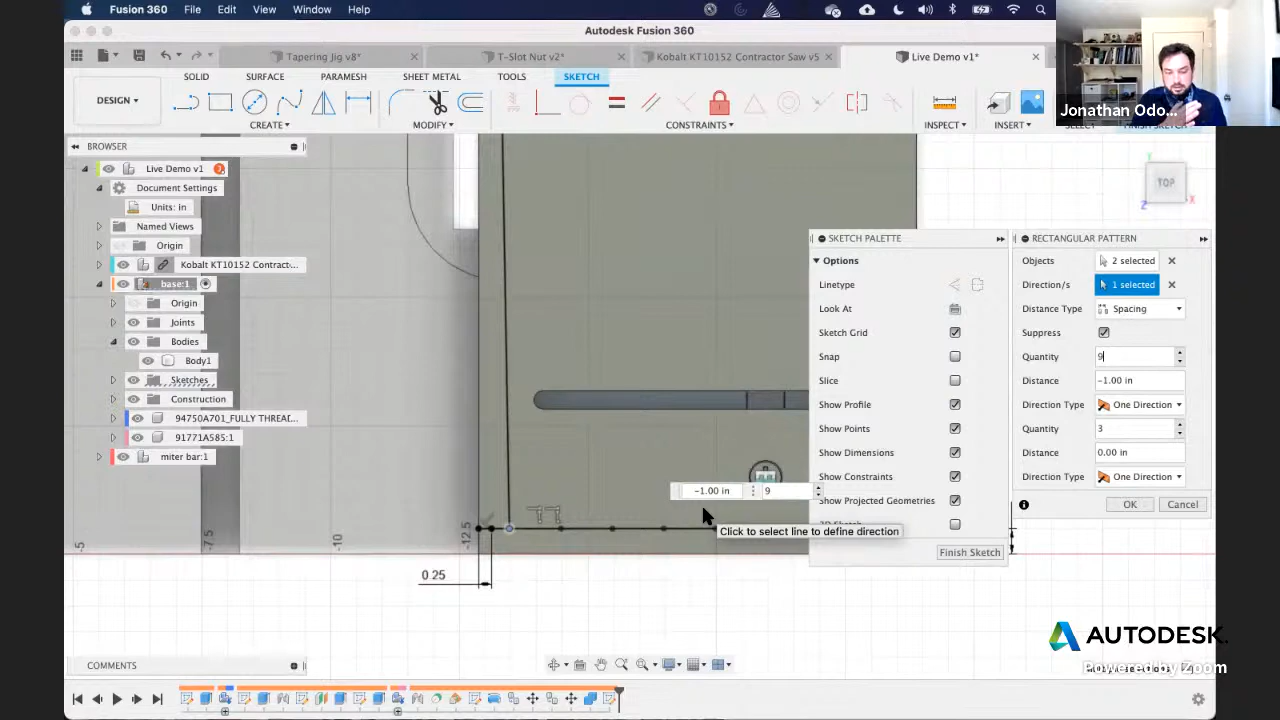 Fusion 360 File Edit View Window Help
Autodesk Fusion 360
Tapering Jig v8*
T-Slot Nut v2*
Kobalt KT10152 Contractor Saw v5
Live Demo v1*
Jonathan Odo...
SOLID SURFACE PARAMESH SHEET METAL TOOLS SKETCH
DESIGN
CREATE MODIFY CONSTRAINTS INSPECT INSERT
BROWSER
Live Demo v1
Document Settings
Units: in
Named Views
Origin
Kobalt KT10152 Contract...
base:1
Origin
Joints
Bodies
Body1
Sketches
Construction
94750A701_FULLY THREAD...
91771A585:1
miter bar:1
TOP
Y
Z
X
SKETCH PALETTE
Options
Linetype
Look At
Sketch Grid
Snap
Slice
Show Profile
Show Points
Show Dimensions
Show Constraints
Show Projected Geometries
Finish Sketch
RECTANGULAR PATTERN
Objects 2 selected
Direction/s 1 selected
Distance Type Spacing
Suppress
Quantity 9
Distance -1.00 in
Direction Type One Direction
Quantity 3
Distance 0.00 in
Direction Type One Direction
OK Cancel
-1.00 in 9
Click to select line to define direction
-5
-7.5
-10
-12.5
0.25
COMMENTS
AUTODESK.
Powered by Zoom